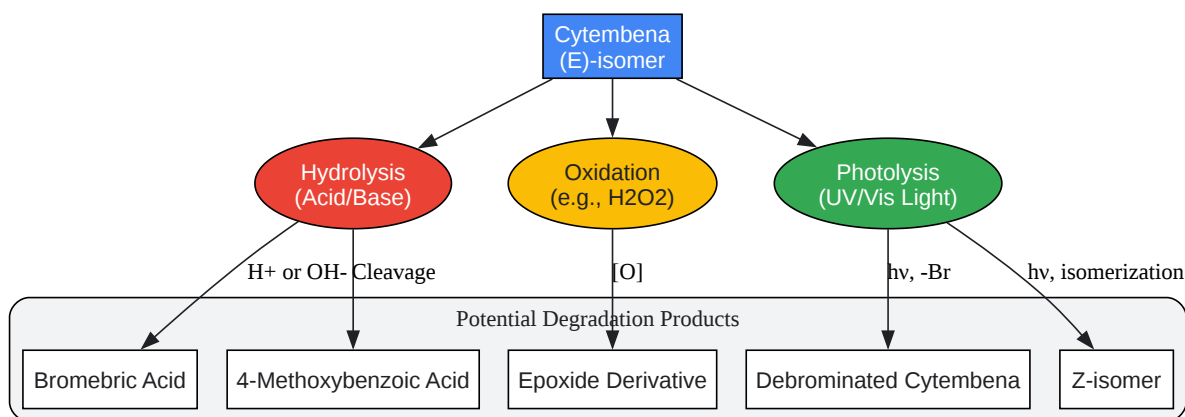 Cytembena
(E)-isomer
Hydrolysis
(Acid/Base)
Oxidation
(e.g., H2O2)
Photolysis
(UV/Vis Light)
H+ or OH-
Cleavage
[O]
hν, -Br
hν, isomerization
Potential Degradation Products
Bromebric Acid
4-Methoxybenzoic Acid
Epoxide Derivative
Debrominated Cytembena
Z-isomer